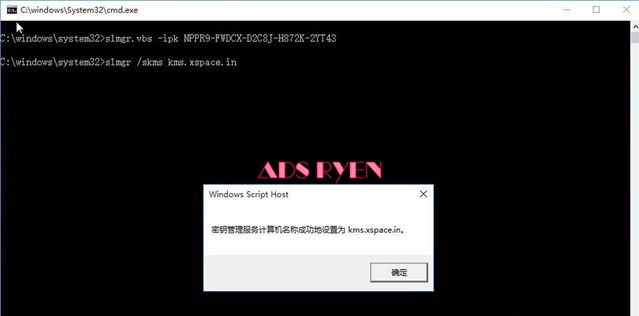 C:\windows\System32\cmd.exe
C:\windows\system32>slmgr.vbs -ipk NPPR9-FWDCX-D2C8J-H872K-2YT43
C:\windows\system32>slmgr /skms kms.xspace.in
ADS RYEN
Windows Script Host
密钥管理服务计算机名称成功地设置为 kms.xspace.in。
确定